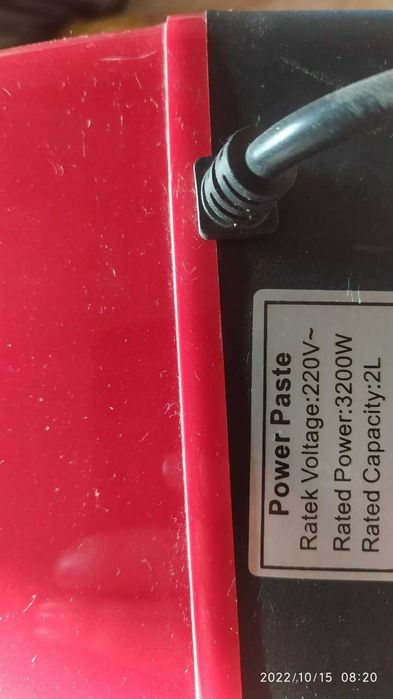 Power Paste
Ratek Voltage:220V~
Rated Power:3200W
Rated Capacity:2L
2022/10/15 08:20